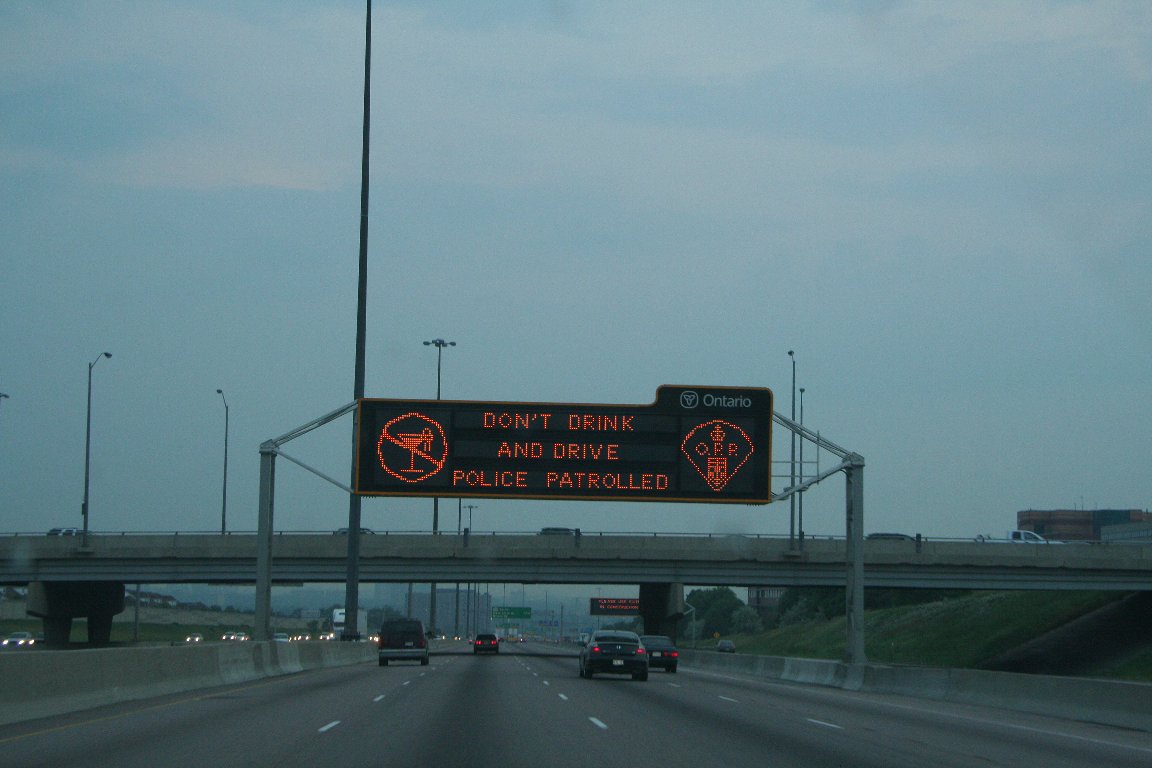 Ontario
DON'T DRINK
AND DRIVE
POLICE PATROLLED
O.P.P.